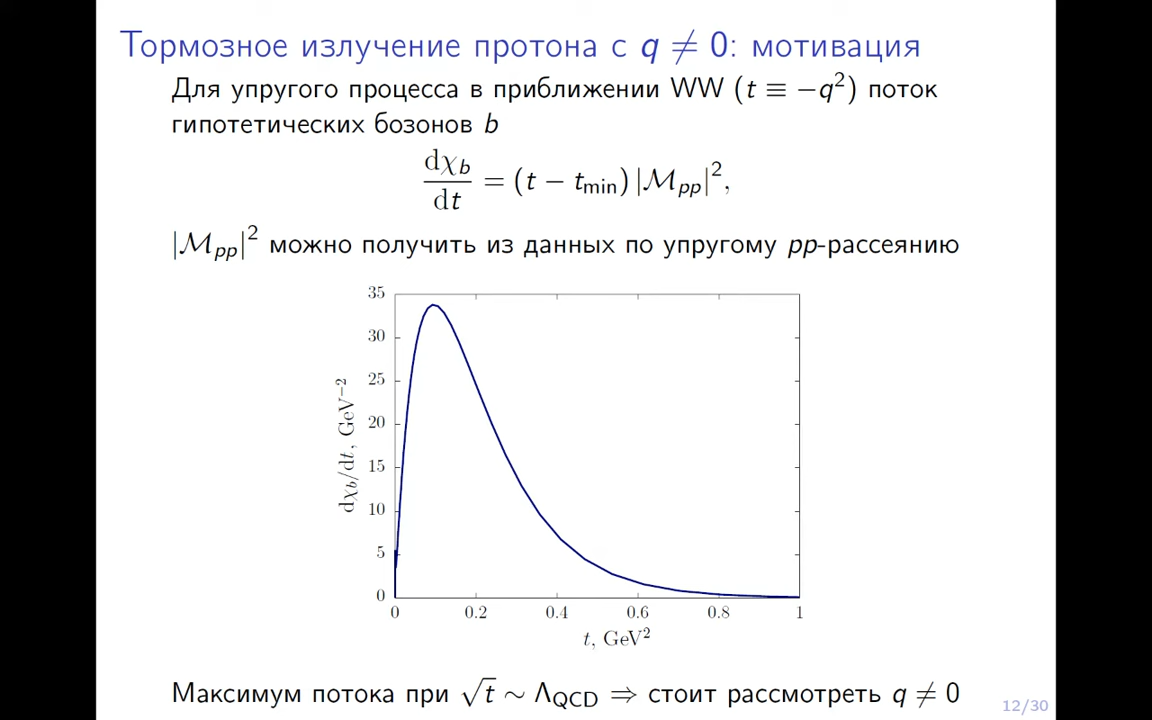 Тормозное излучение протона с q ≠ 0: мотивация
Для упругого процесса в приближении WW (t ≡ −q²) поток
гипотетических бозонов b
dχ_b/dt = (t − t_min) |ℳ_pp|²,
|ℳ_pp|² можно получить из данных по упругому pp-рассеянию
35
30
25
20
15
10
5
0
dχ_b/dt, GeV⁻²
0 0.2 0.4 0.6 0.8 1
t, GeV²
Максимум потока при √t ∼ Λ_QCD ⇒ стоит рассмотреть q ≠ 0
12/30